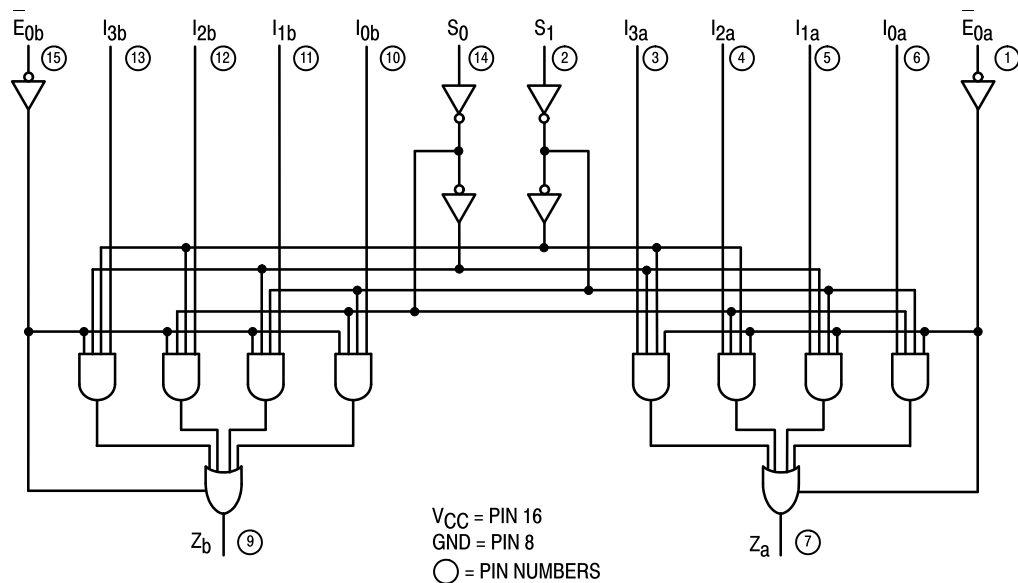 E0b I3b I2b I1b I0b S0 S1 I3a I2a I1a I0a E0a
15 13 12 11 10 14 2 3 4 5 6 1
VCC = PIN 16
GND = PIN 8
= PIN NUMBERS
Zb 9
Za 7